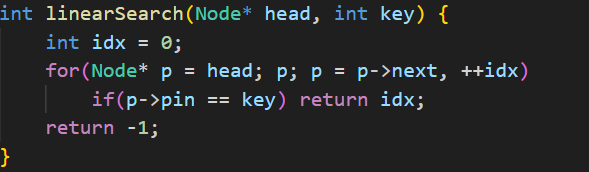 int linearSearch(Node* head, int key) {
    int idx = 0;
    for(Node* p = head; p; p = p->next, ++idx)
        if(p->pin == key) return idx;
    return -1;
}